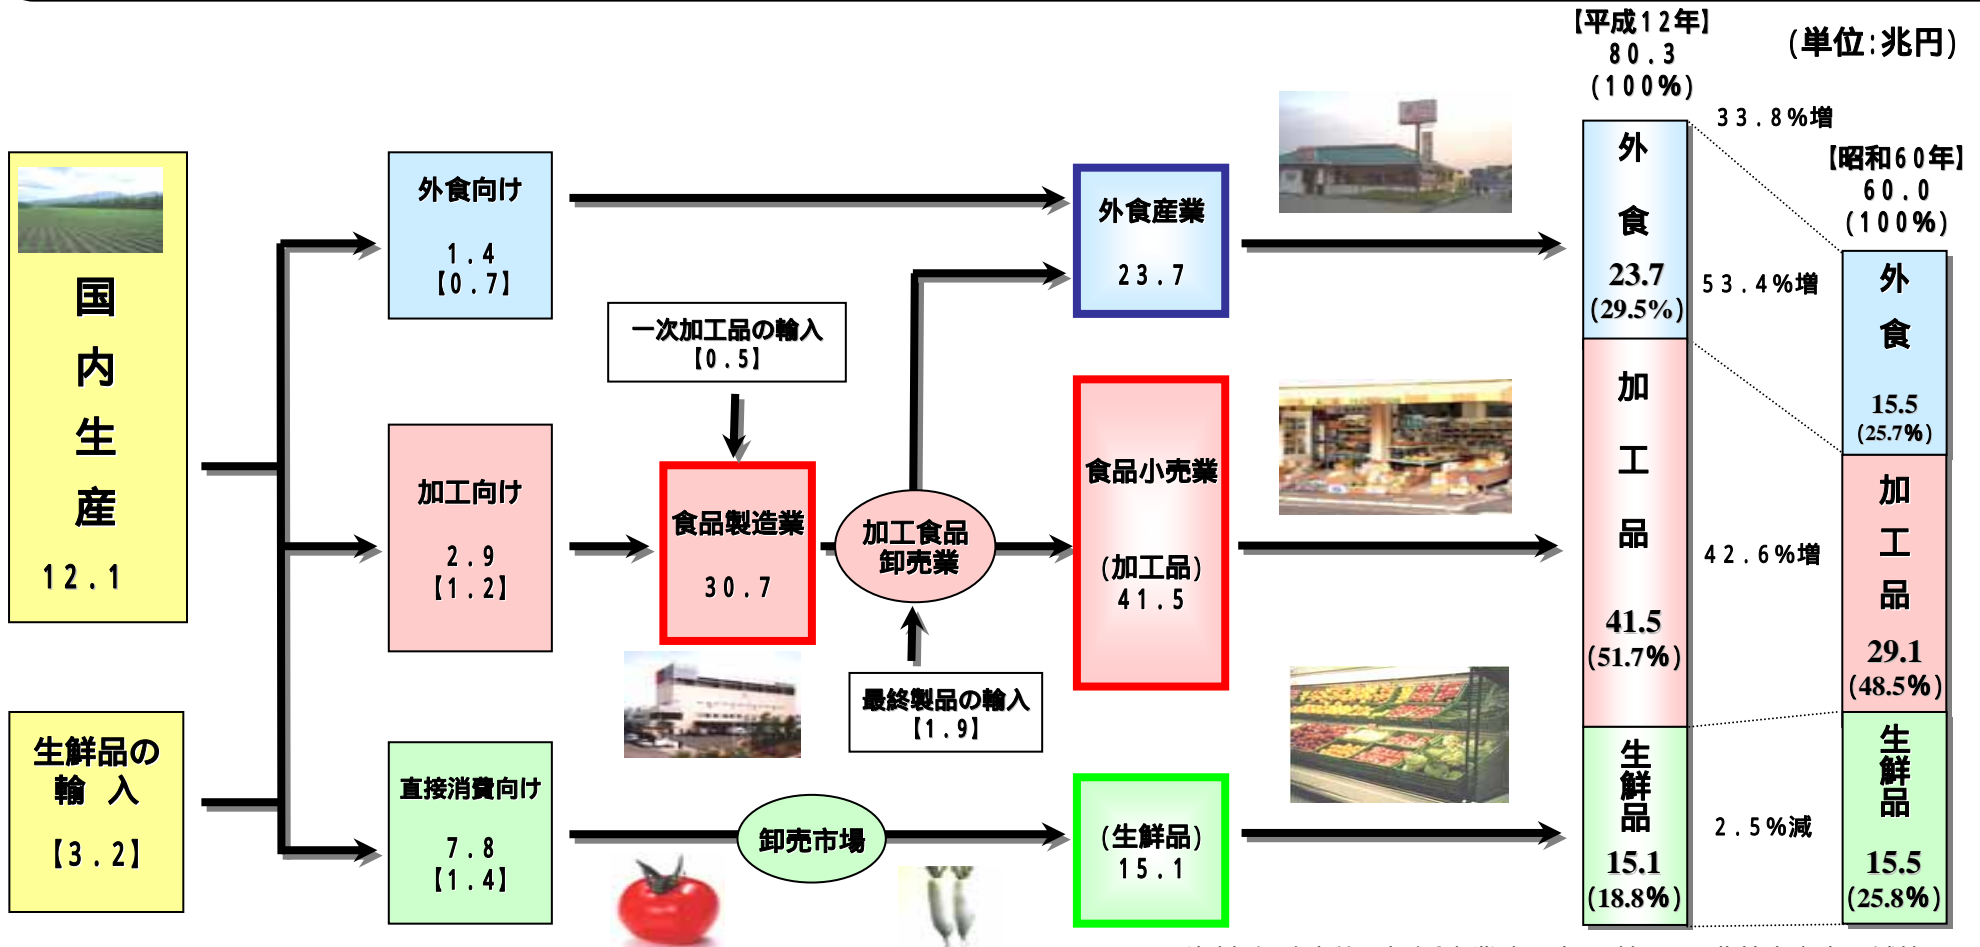 (単位:兆円)
国内生産
12.1
生鮮品の
輸入
【3.2】
外食向け
1.4
【0.7】
加工向け
2.9
【1.2】
直接消費向け
7.8
【1.4】
一次加工品の輸入
【0.5】
食品製造業
30.7
加工食品
卸売業
最終製品の輸入
【1.9】
卸売市場
外食産業
23.7
食品小売業
(加工品)
41.5
(生鮮品)
15.1
【平成12年】
80.3
(100%)
外食
23.7
(29.5%)
加工品
41.5
(51.7%)
生鮮品
15.1
(18.8%)
33.8%増
53.4%増
42.6%増
2.5%減
【昭和60年】
60.0
(100%)
外食
15.5
(25.7%)
加工品
29.1
(48.5%)
生鮮品
15.5
(25.8%)